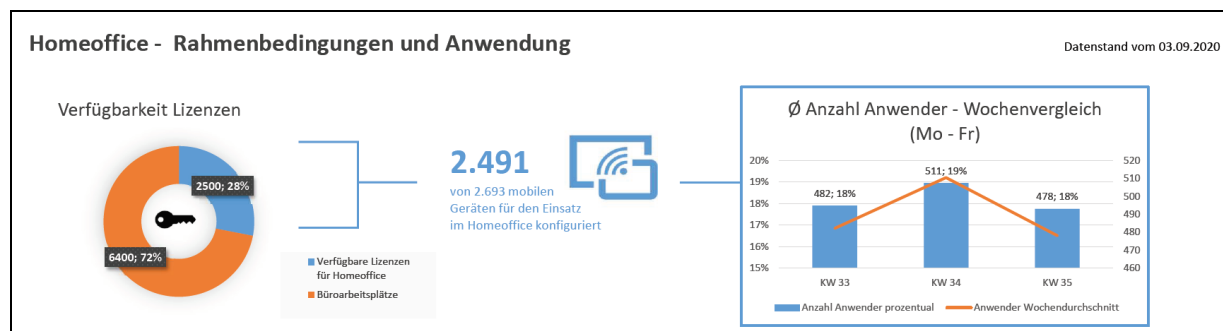 Homeoffice - Rahmenbedingungen und Anwendung
Datenstand vom 03.09.2020
Verfügbarkeit Lizenzen
2500; 28%
6400; 72%
Verfügbare Lizenzen
für Homeoffice
Büroarbeitsplätze
2.491
von 2.693 mobilen
Geräten für den Einsatz
im Homeoffice konfiguriert
Ø Anzahl Anwender - Wochenvergleich
(Mo - Fr)
20%
19%
18%
17%
16%
15%
482; 18%
511; 19%
478; 18%
520
510
500
490
480
470
460
KW 33
KW 34
KW 35
Anzahl Anwender prozentual
Anwender Wochendurchschnitt